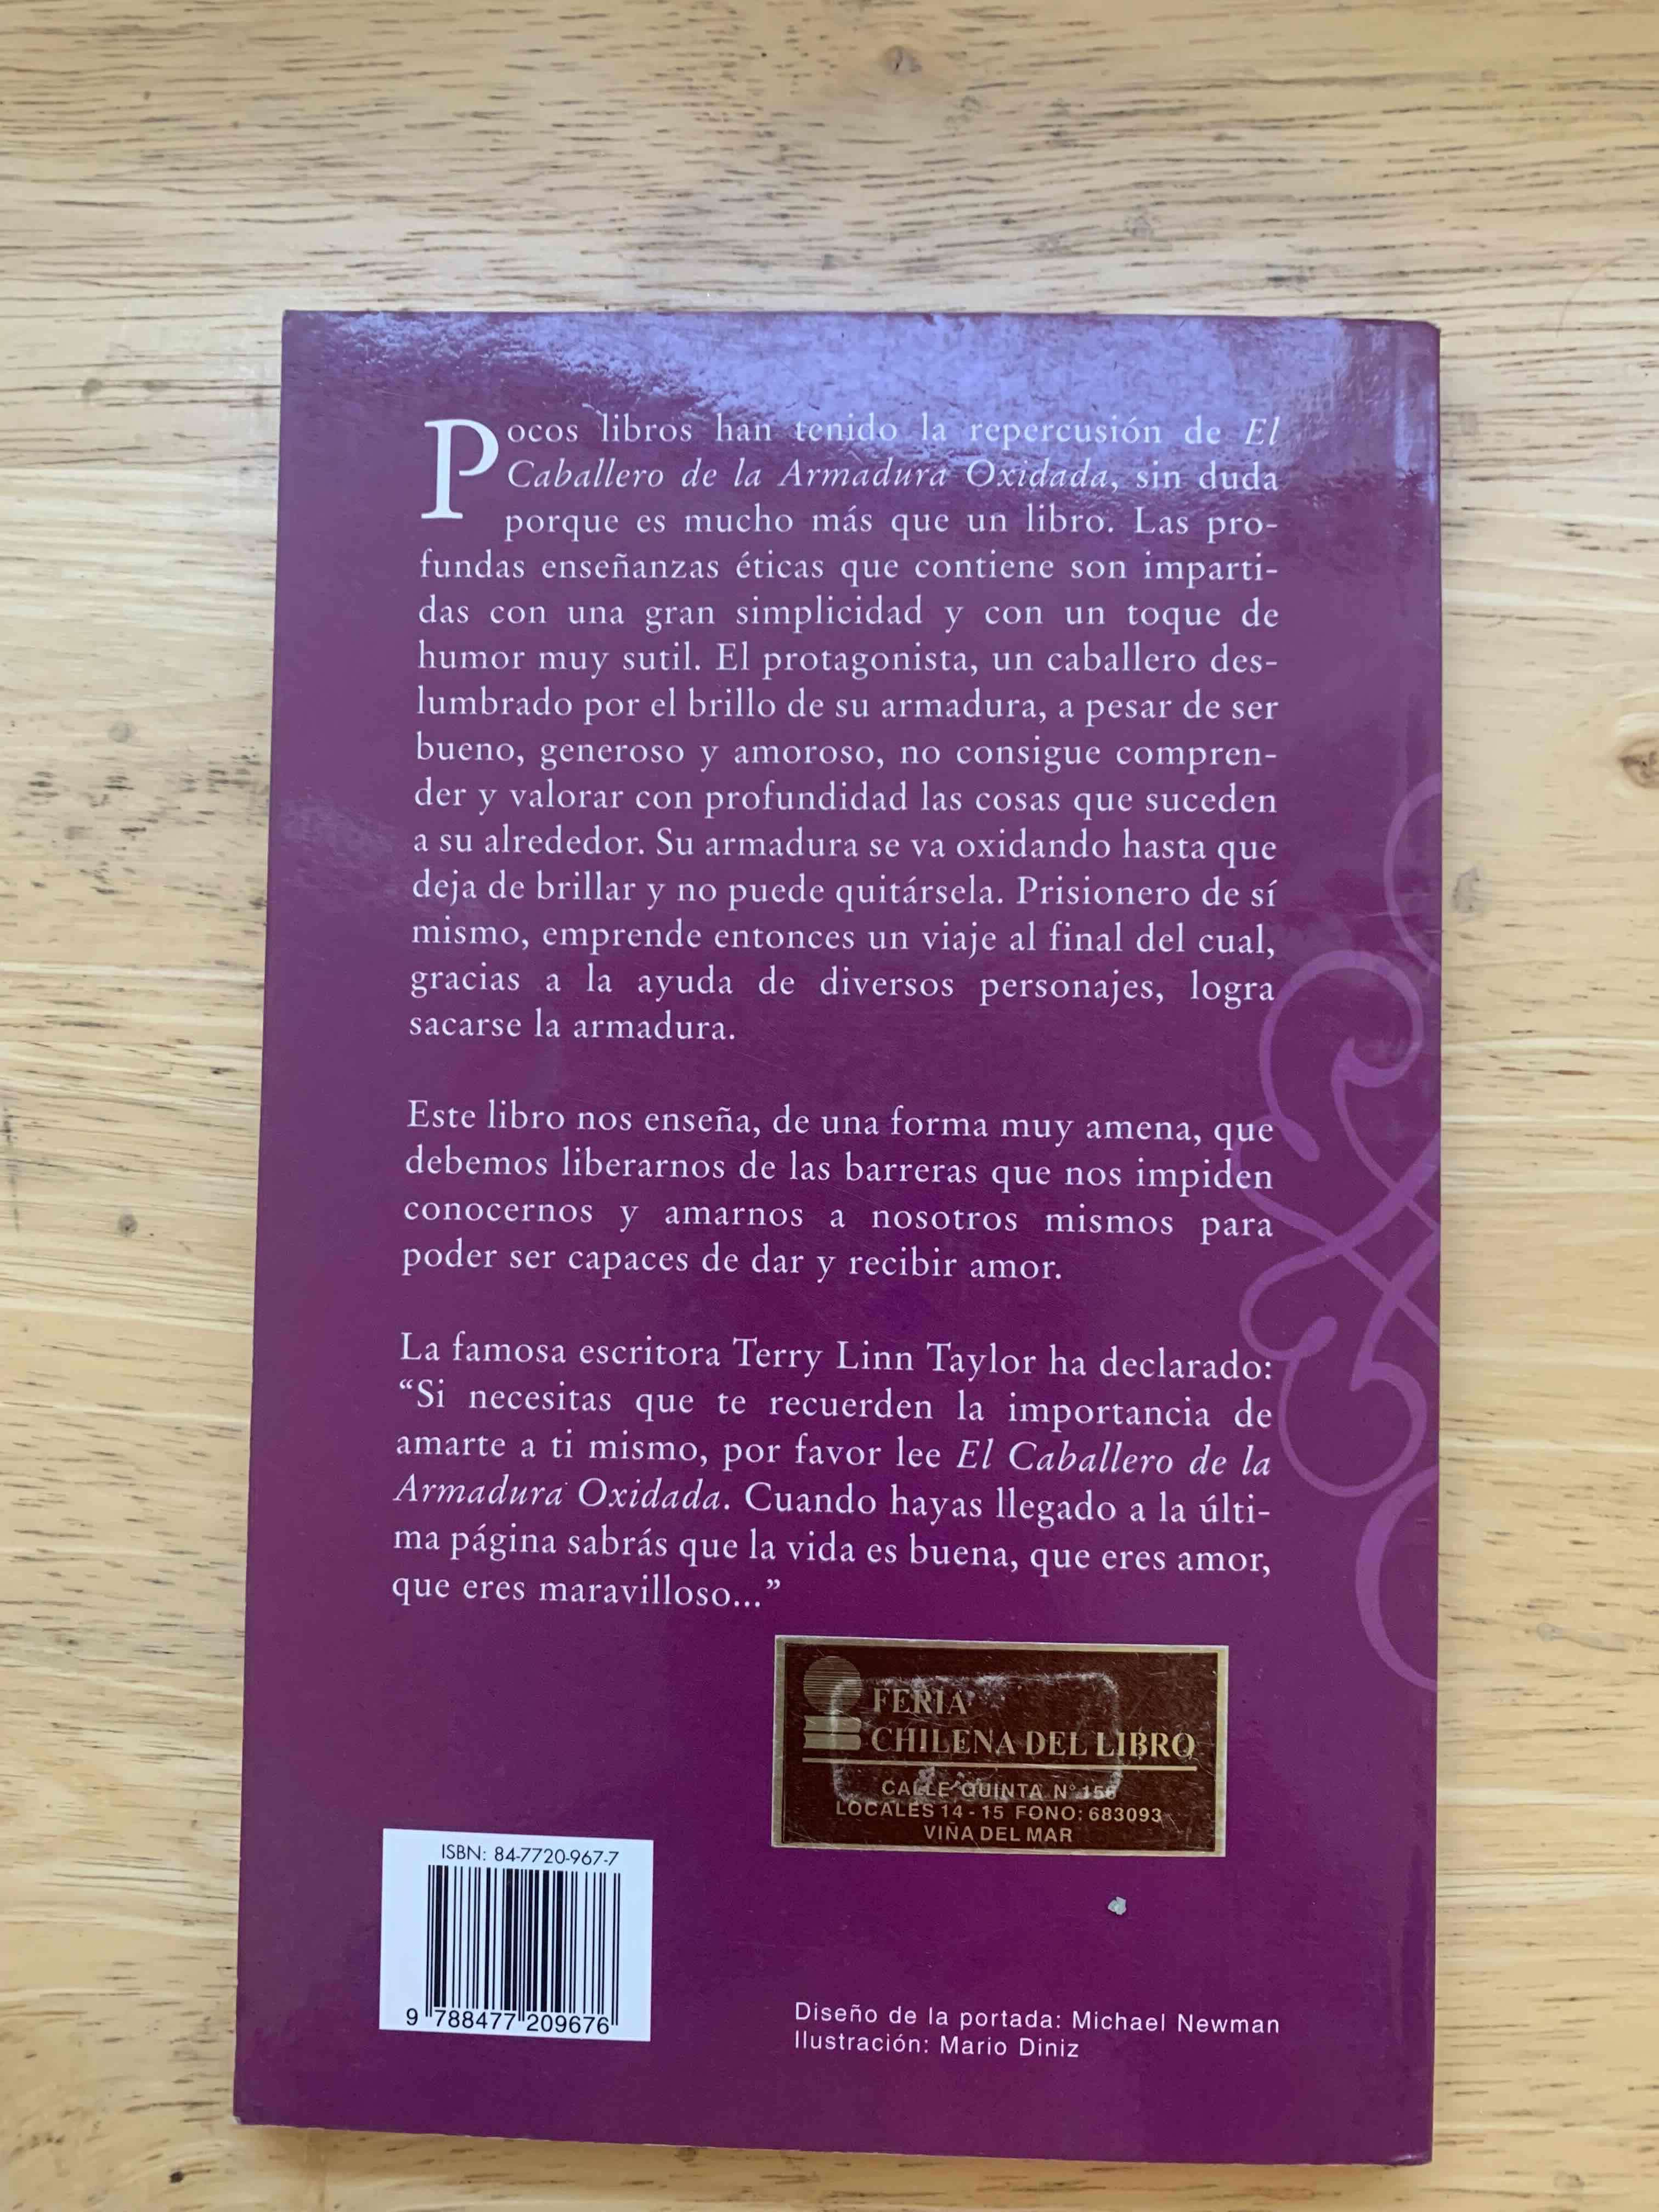 Pocos libros han tenido la repercusión de El
Caballero de la Armadura Oxidada, sin duda
porque es mucho más que un libro. Las pro-
fundas enseñanzas éticas que contiene son imparti-
das con una gran simplicidad y con un toque de
humor muy sutil. El protagonista, un caballero des-
lumbrado por el brillo de su armadura, a pesar de ser
bueno, generoso y amoroso, no consigue compren-
der y valorar con profundidad las cosas que suceden
a su alrededor. Su armadura se va oxidando hasta que
deja de brillar y no puede quitársela. Prisionero de sí
mismo, emprende entonces un viaje al final del cual,
gracias a la ayuda de diversos personajes, logra
sacarse la armadura.
Este libro nos enseña, de una forma muy amena, que
debemos liberarnos de las barreras que nos impiden
conocernos y amarnos a nosotros mismos para
poder ser capaces de dar y recibir amor.
La famosa escritora Terry Linn Taylor ha declarado:
“Si necesitas que te recuerden la importancia de
amarte a ti mismo, por favor lee El Caballero de la
Armadura Oxidada. Cuando hayas llegado a la últi-
ma página sabrás que la vida es buena, que eres amor,
que eres maravilloso...”
FERIA
CHILENA DEL LIBRO
CALLE QUINTA N° 156
LOCALES 14 - 15 FONO: 683093
VIÑA DEL MAR
ISBN: 84-7720-967-7
9 788477 209676
Diseño de la portada: Michael Newman
Ilustración: Mario Diniz